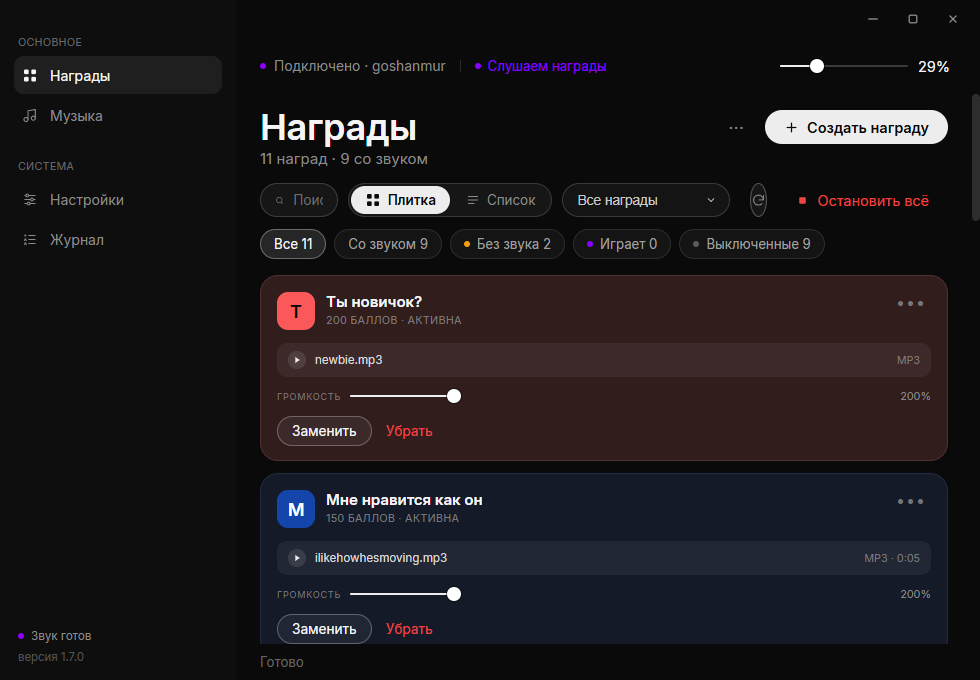 ОСНОВНОЕ
Награды
Музыка
СИСТЕМА
Настройки
Журнал
Звук готов
версия 1.7.0
Подключено · goshanmur
Слушаем награды
29%
Награды
11 наград · 9 со звуком
... + Создать награду
Поис
Плитка
Список
Все награды
Остановить всё
Все 11
Со звуком 9
Без звука 2
Играет 0
Выключенные 9
Т
Ты новичок?
200 БАЛЛОВ · АКТИВНА
newbie.mp3
MP3
ГРОМКОСТЬ
200%
Заменить
Убрать
М
Мне нравится как он
150 БАЛЛОВ · АКТИВНА
ilikehowhesmoving.mp3
MP3 · 0:05
ГРОМКОСТЬ
200%
Заменить
Убрать
Готово